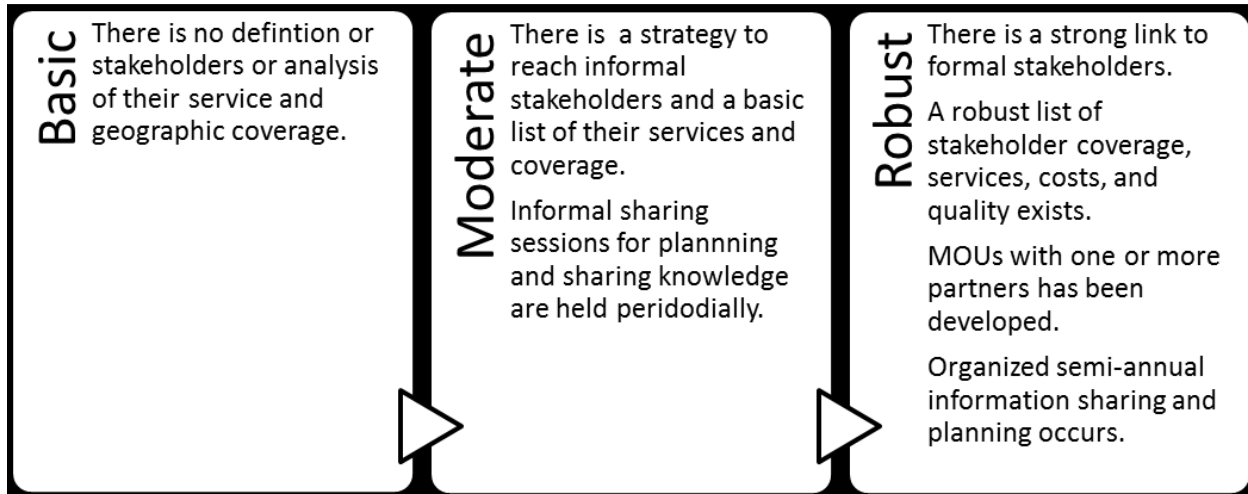 Basic
There is no defintion or
stakeholders or analysis
of their service and
geographic coverage.
Moderate
There is  a strategy to
reach informal
stakeholders and a basic
list of their services and
coverage.
Informal sharing
sessions for plannning
and sharing knowledge
are held peridodially.
Robust
There is a strong link to
formal stakeholders.
A robust list of
stakeholder coverage,
services, costs, and
quality exists.
MOUs with one or more
partners has been
developed.
Organized semi-annual
information sharing and
planning occurs.